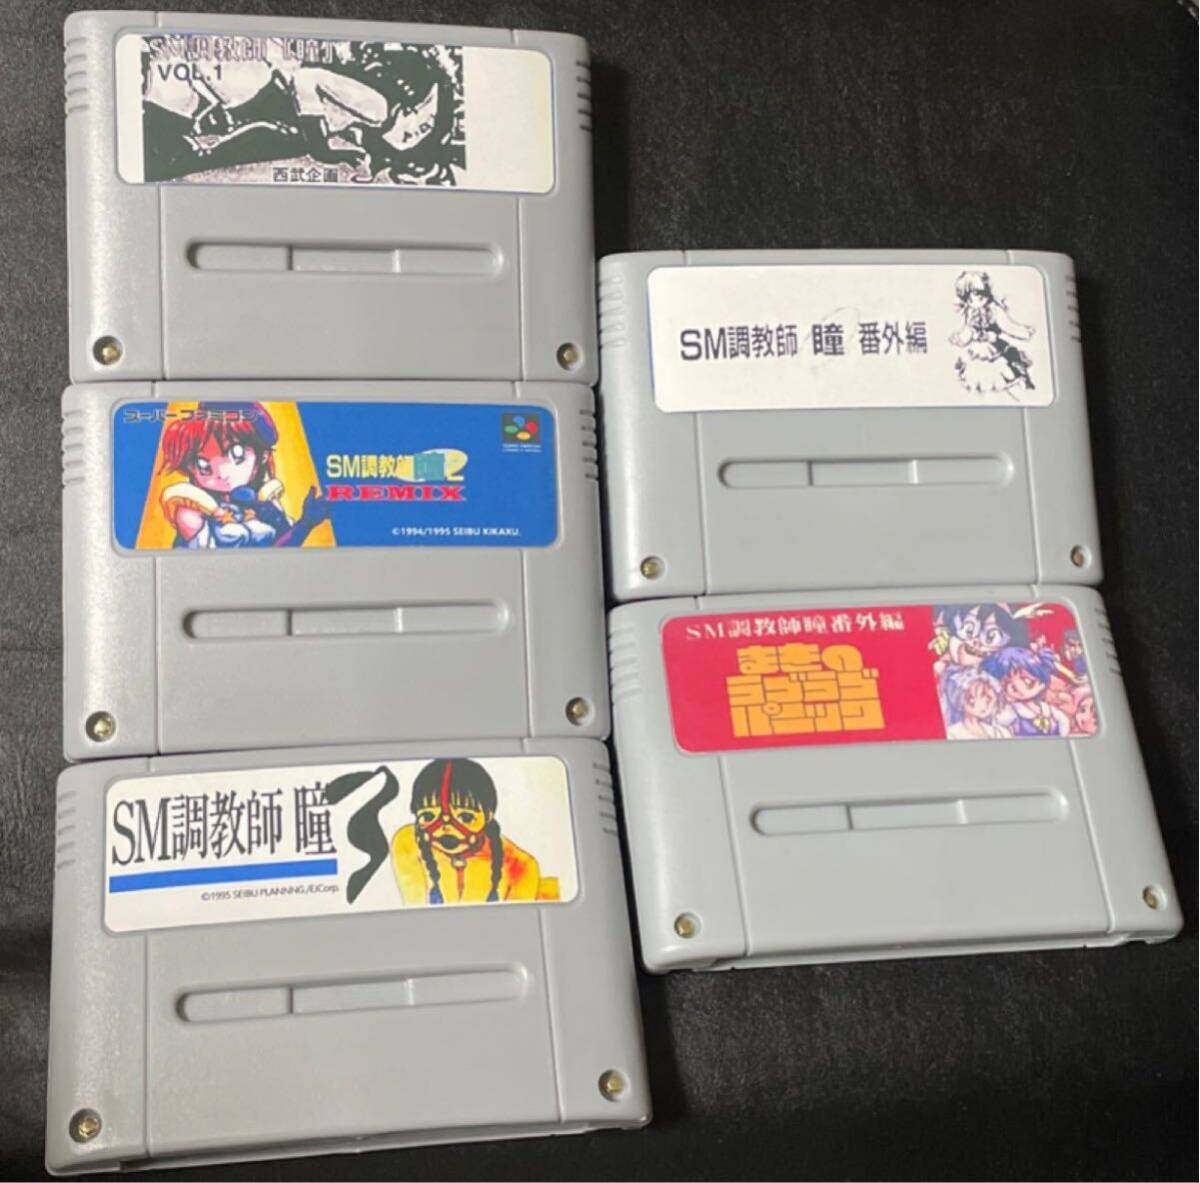 SM調教師「瞳」
VOL.1
西武企画
スーパーファミコン
SM調教師瞳2
REMIX
©1994/1995 SEIBU KIKAKU.
SM調教師 瞳3
©1995 SEIBU PLANNNG/EiCorp.
SM調教師 瞳 番外編
SM調教師瞳番外編
まきの
ラブラブ
パニック